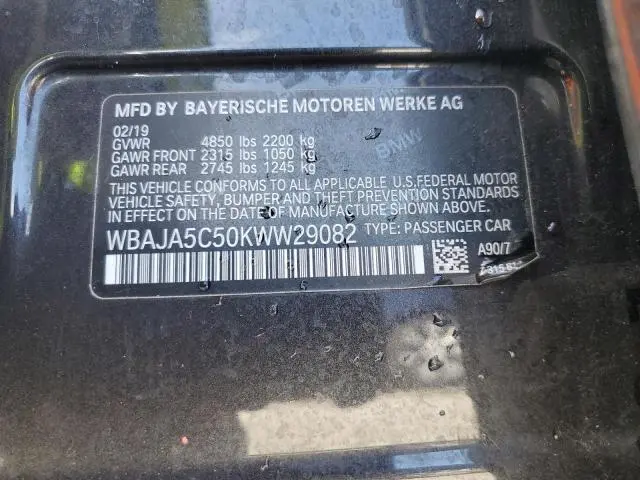 MFD BY BAYERISCHE MOTOREN WERKE AG
02/19
GVWR 4850 lbs 2200 kg
GAWR FRONT 2315 lbs 1050 kg
GAWR REAR 2745 lbs 1245 kg
BMW
THIS VEHICLE CONFORMS TO ALL APPLICABLE U.S.FEDERAL MOTOR
VEHICLE SAFETY, BUMPER, AND THEFT PREVENTION STANDARDS
IN EFFECT ON THE DATE OF MANUFACTURE SHOWN ABOVE.
WBAJA5C50KWW29082 TYPE: PASSENGER CAR
A90/7